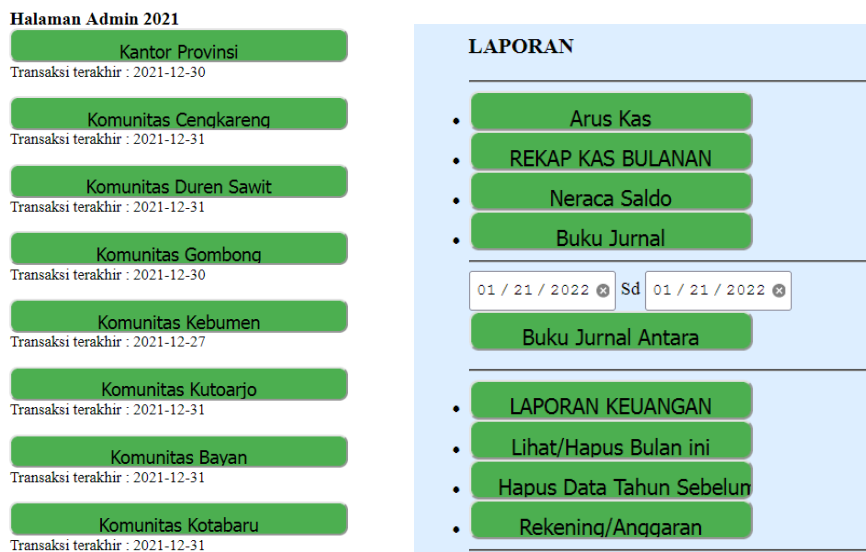 Halaman Admin 2021
Kantor Provinsi
Transaksi terakhir : 2021-12-30
Komunitas Cengkareng
Transaksi terakhir : 2021-12-31
Komunitas Duren Sawit
Transaksi terakhir : 2021-12-31
Komunitas Gombong
Transaksi terakhir : 2021-12-30
Komunitas Kebumen
Transaksi terakhir : 2021-12-27
Komunitas Kutoarjo
Transaksi terakhir : 2021-12-31
Komunitas Bayan
Transaksi terakhir : 2021-12-31
Komunitas Kotabaru
Transaksi terakhir : 2021-12-31
LAPORAN
Arus Kas
REKAP KAS BULANAN
Neraca Saldo
Buku Jurnal
01 / 21 / 2022 Sd 01 / 21 / 2022
Buku Jurnal Antara
LAPORAN KEUANGAN
Lihat/Hapus Bulan ini
Hapus Data Tahun Sebelum
Rekening/Anggaran